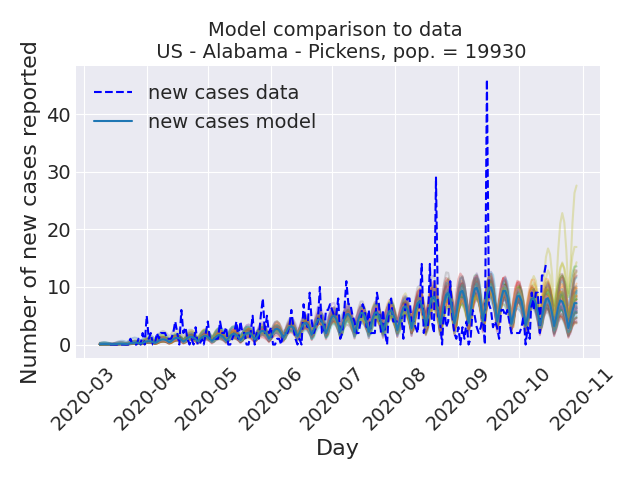 Model comparison to data
US - Alabama - Pickens, pop. = 19930
Number of new cases reported
40
30
20
10
0
new cases data
new cases model
2020-03
2020-04
2020-05
2020-06
2020-07
2020-08
2020-09
2020-10
2020-11
Day